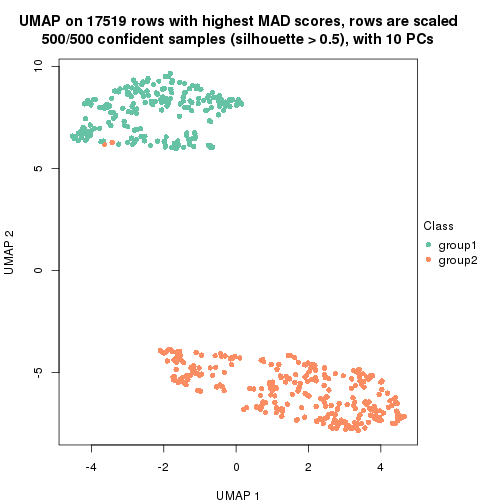 UMAP on 17519 rows with highest MAD scores, rows are scaled
500/500 confident samples (silhouette > 0.5), with 10 PCs
10
5
0
-5
UMAP 2
-4
-2
0
2
4
UMAP 1
Class
group1
group2